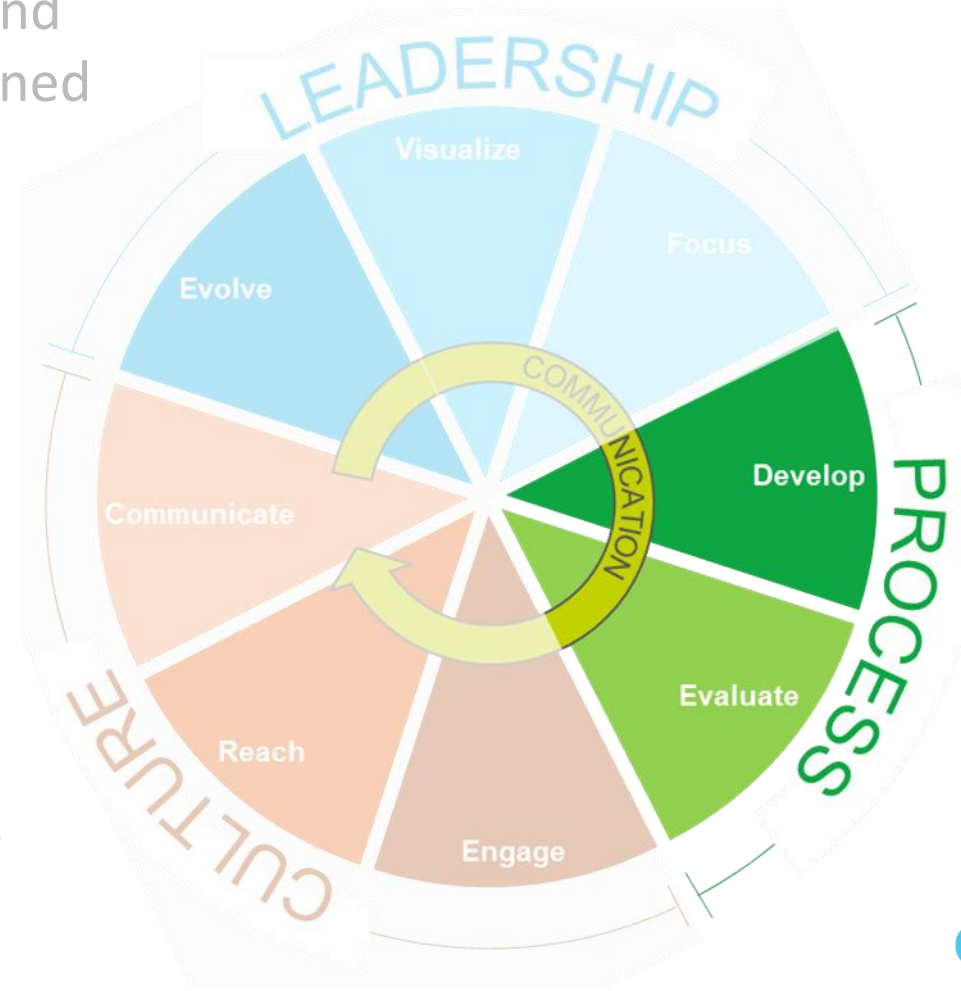 nd
ned
LEADERSHIP
Visualize
Focus
Evolve
COMMUNICATION
Develop
Communicate
PROCESS
Evaluate
Reach
CULTURE
Engage